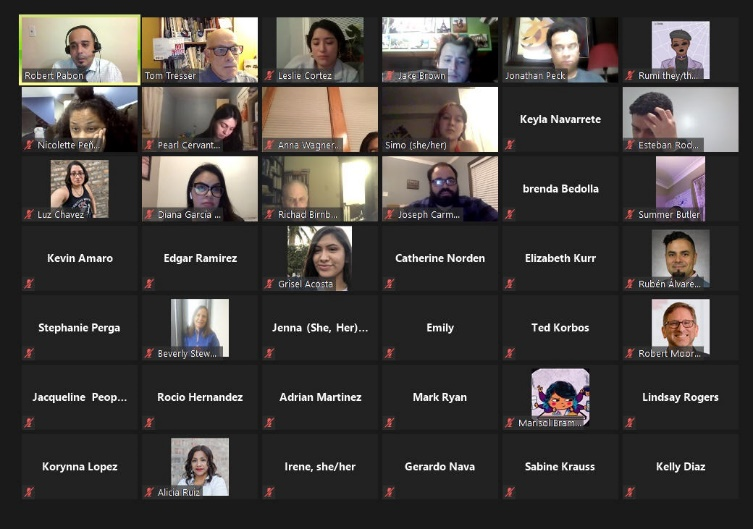 Robert Pabon
Tom Tresser
Leslie Cortez
Jake Brown
Jonathan Peck
Rumi they/th...
Nicolette Peñ...
Pearl Cervant...
Anna Wagner...
Simo (she/her)
Keyla Navarrete
Esteban Rod...
Luz Chavez
Diana Garcia ...
Richad Birnb...
Joseph Carm...
brenda Bedolla
Summer Butler
Kevin Amaro
Edgar Ramirez
Grisel Acosta
Catherine Norden
Elizabeth Kurr
Rubén Álvare...
Stephanie Perga
Beverly Stew...
Jenna (She, Her)...
Emily
Ted Korbos
Robert Moor...
Jacqueline Peop...
Rocio Hernandez
Adrian Martinez
Mark Ryan
Marisol Bram...
Lindsay Rogers
Korynna Lopez
Alicia Ruiz
Irene, she/her
Gerardo Nava
Sabine Krauss
Kelly Diaz